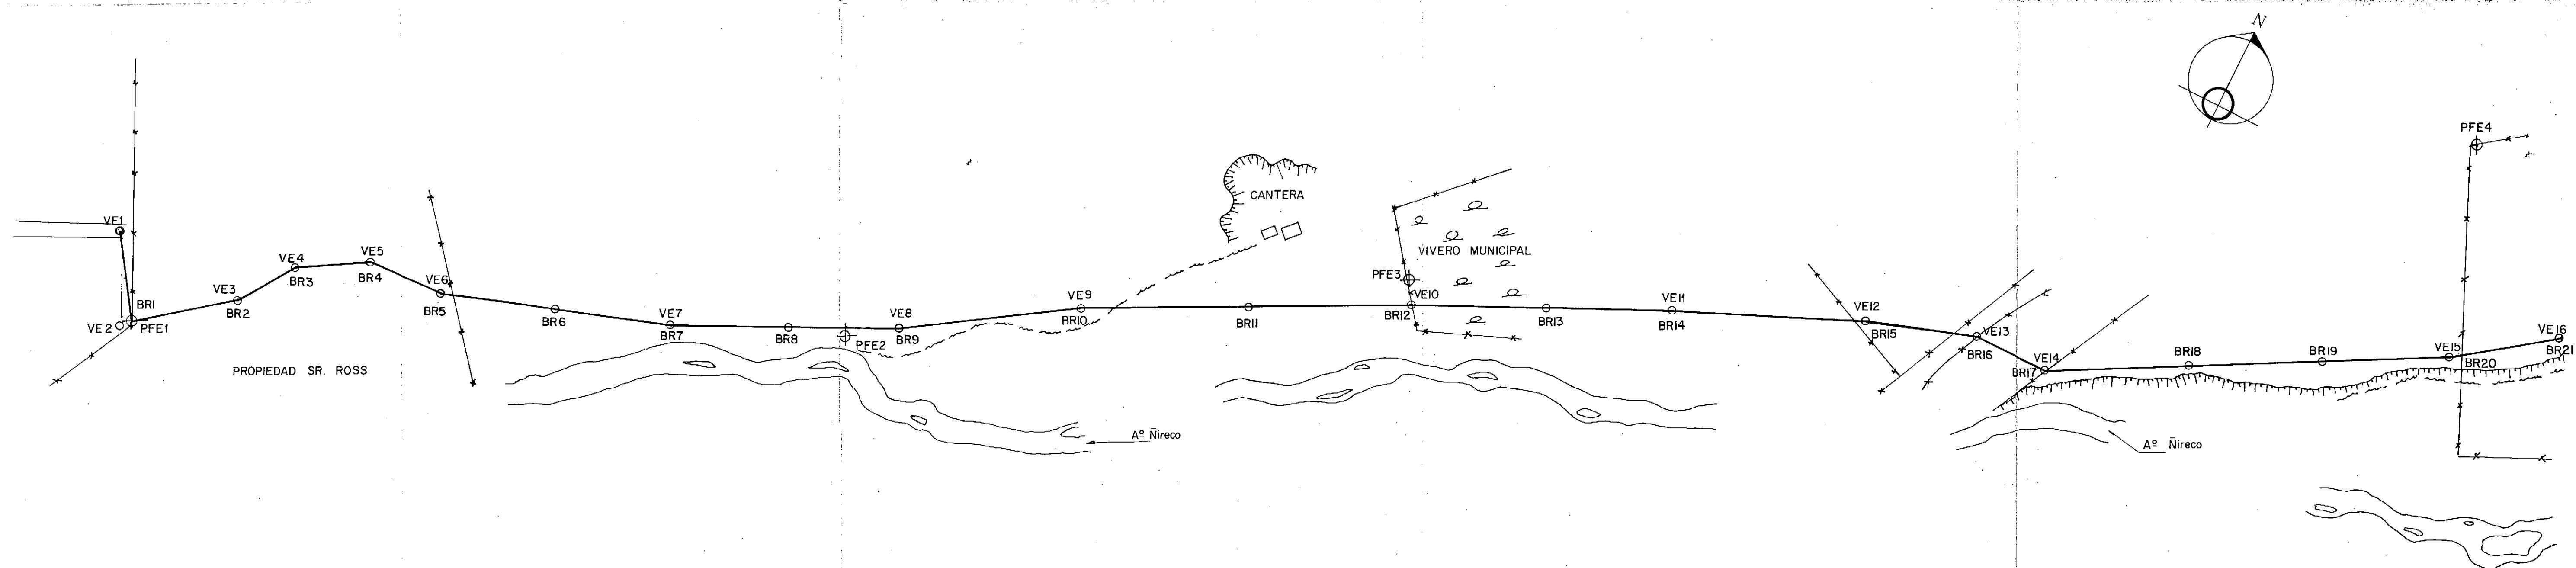 N
PFE4
VE1
VE4
VE5
VE6
VE3
BR3
BR4
BR2
BR5
BR1
VE2
PFE1
BR6
VE7
BR7
BR8
PFE2
VE8
BR9
VE9
BR10
CANTERA
VIVERO MUNICIPAL
PFE3
VE10
BR11
BR12
BR13
VE11
BR14
VE12
BR15
VE13
BR16
VE14
BR17
BR18
BR19
VE15
BR20
VE16
BR21
PROPIEDAD SR. ROSS
Aº Ñireco
Aº Ñireco